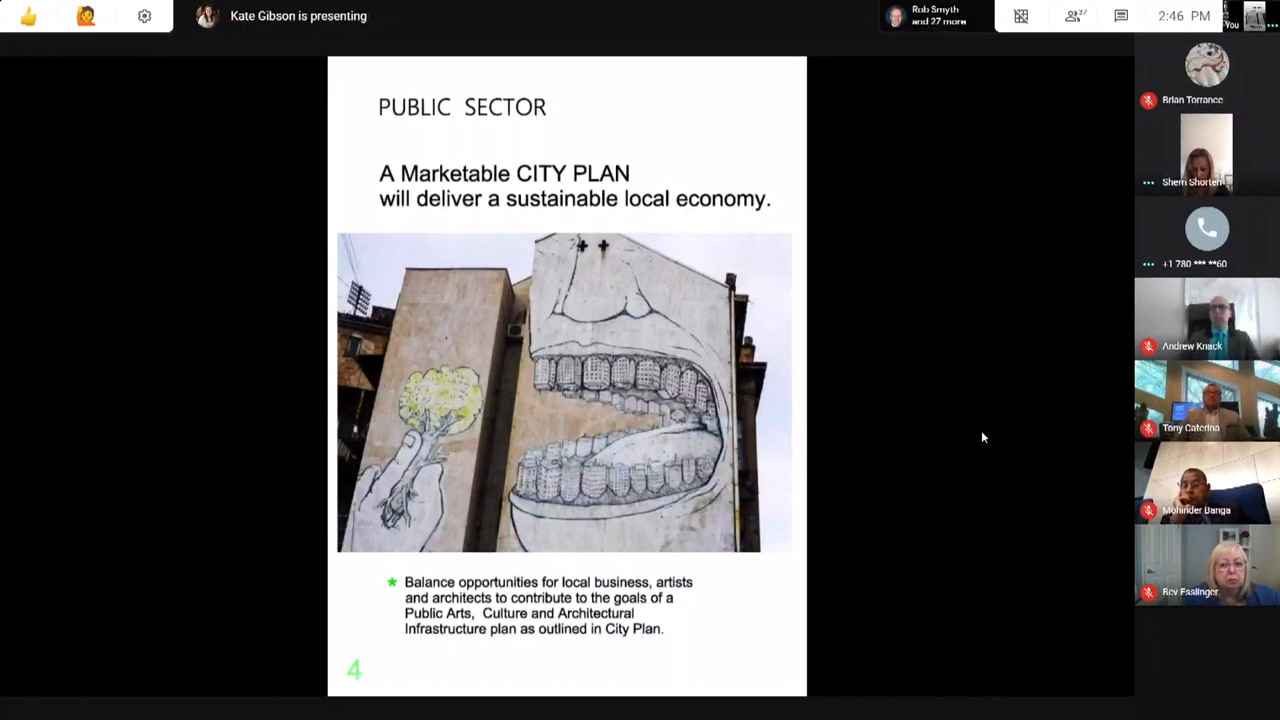 Kate Gibson is presenting
Rob Smyth
and 27 more
37
2:46 PM
You
PUBLIC SECTOR
A Marketable CITY PLAN
will deliver a sustainable local economy.
* Balance opportunities for local business, artists
and architects to contribute to the goals of a
Public Arts, Culture and Architectural
Infrastructure plan as outlined in City Plan.
4
Brian Torrance
Sherri Shorten
+1 780 *** **60
Andrew Knack
Tony Caterina
Mohinder Banga
Bev Esslinger